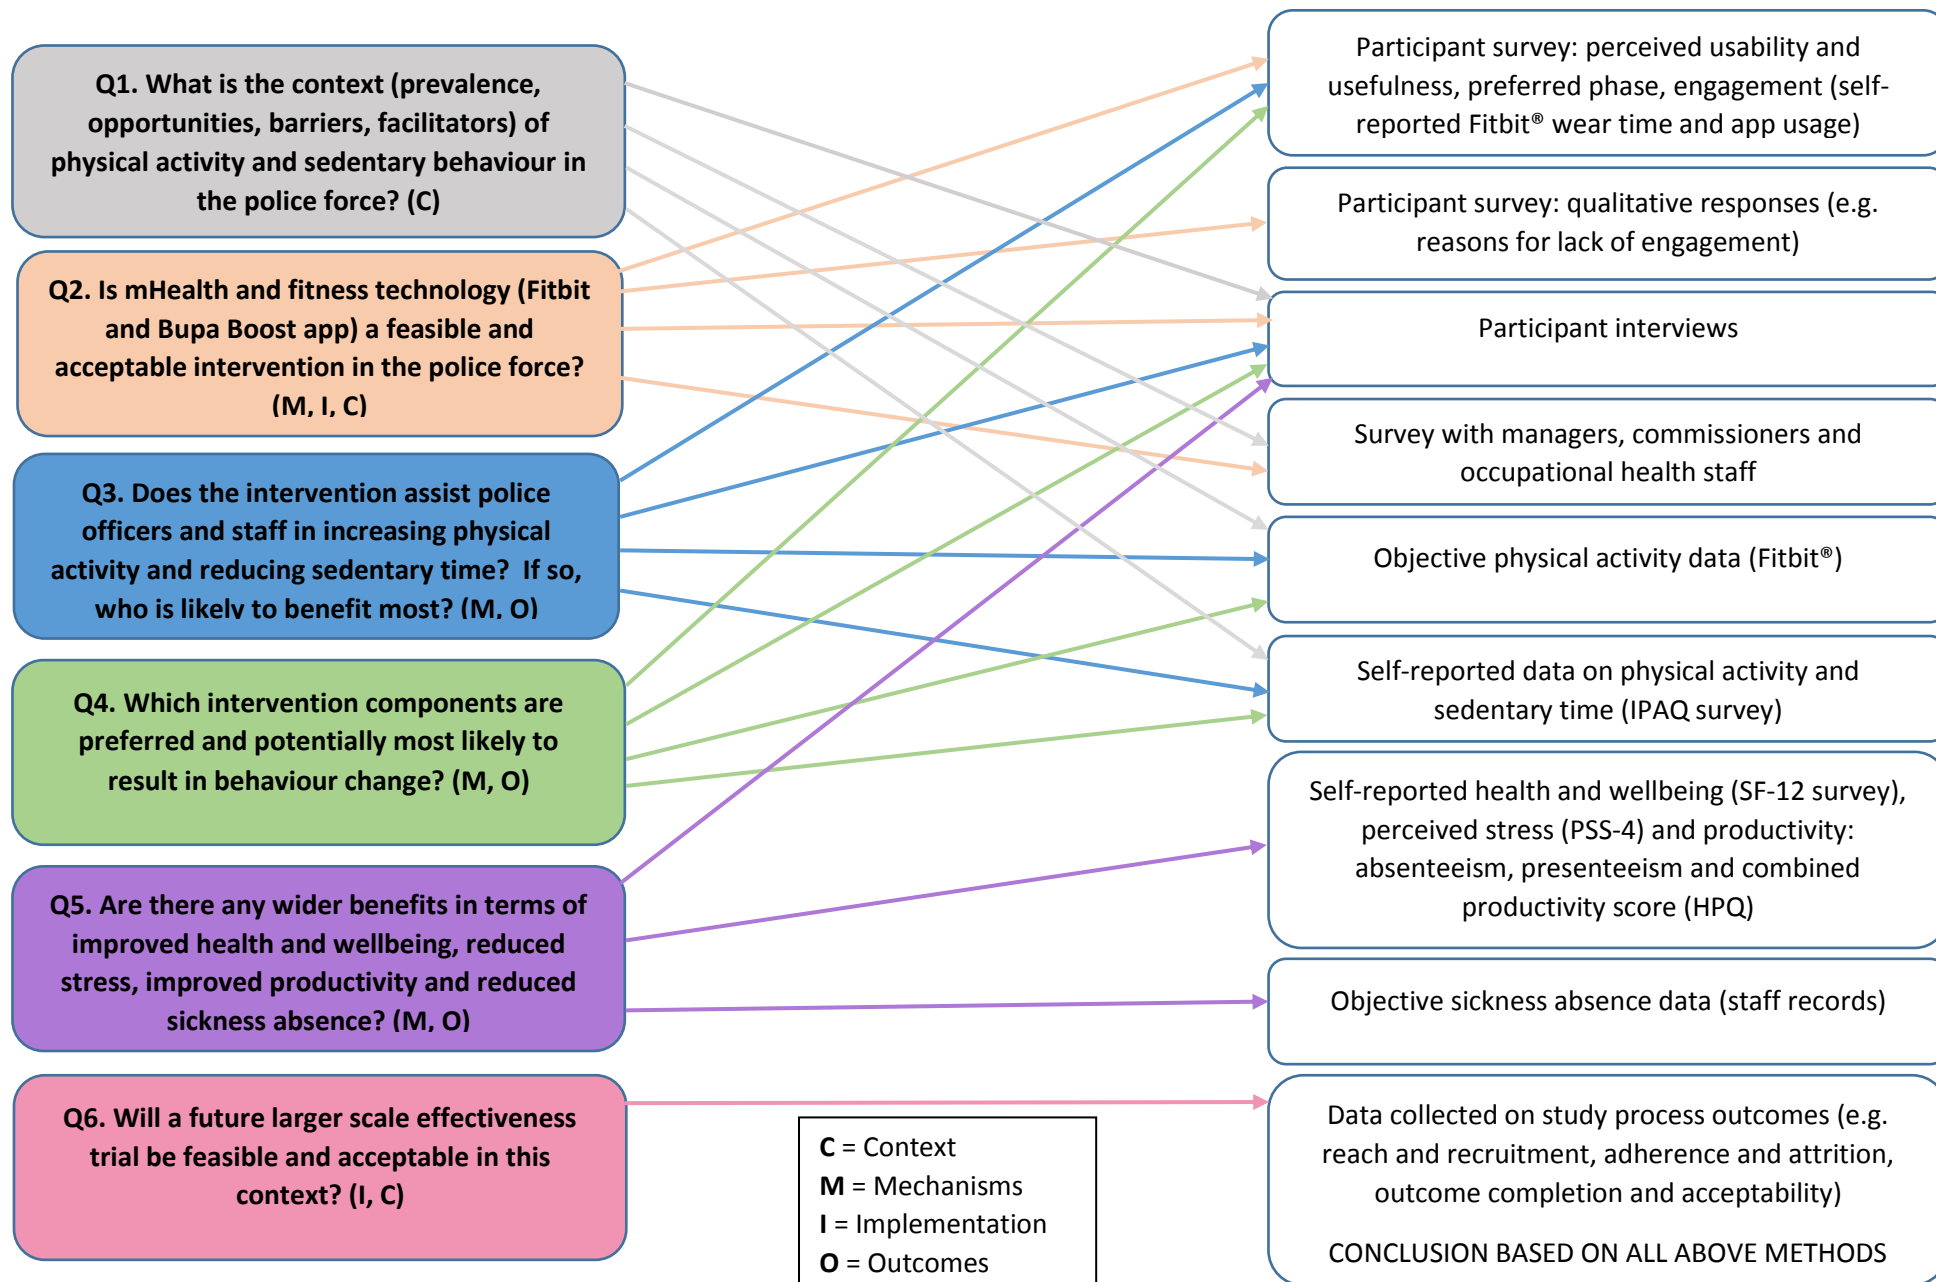 Q1. What is the context (prevalence,
opportunities, barriers, facilitators) of
physical activity and sedentary behaviour in
the police force? (C)
Q2. Is mHealth and fitness technology (Fitbit
and Bupa Boost app) a feasible and
acceptable intervention in the police force?
(M, I, C)
Q3. Does the intervention assist police
officers and staff in increasing physical
activity and reducing sedentary time?  If so,
who is likely to benefit most? (M, O)
Q4. Which intervention components are
preferred and potentially most likely to
result in behaviour change? (M, O)
Q5. Are there any wider benefits in terms of
improved health and wellbeing, reduced
stress, improved productivity and reduced
sickness absence? (M, O)
Q6. Will a future larger scale effectiveness
trial be feasible and acceptable in this
context? (I, C)
C = Context
M = Mechanisms
I = Implementation
O = Outcomes
Participant survey: perceived usability and
usefulness, preferred phase, engagement (self-
reported Fitbit® wear time and app usage)
Participant survey: qualitative responses (e.g.
reasons for lack of engagement)
Participant interviews
Survey with managers, commissioners and
occupational health staff
Objective physical activity data (Fitbit®)
Self-reported data on physical activity and
sedentary time (IPAQ survey)
Self-reported health and wellbeing (SF-12 survey),
perceived stress (PSS-4) and productivity:
absenteeism, presenteeism and combined
productivity score (HPQ)
Objective sickness absence data (staff records)
Data collected on study process outcomes (e.g.
reach and recruitment, adherence and attrition,
outcome completion and acceptability)
CONCLUSION BASED ON ALL ABOVE METHODS